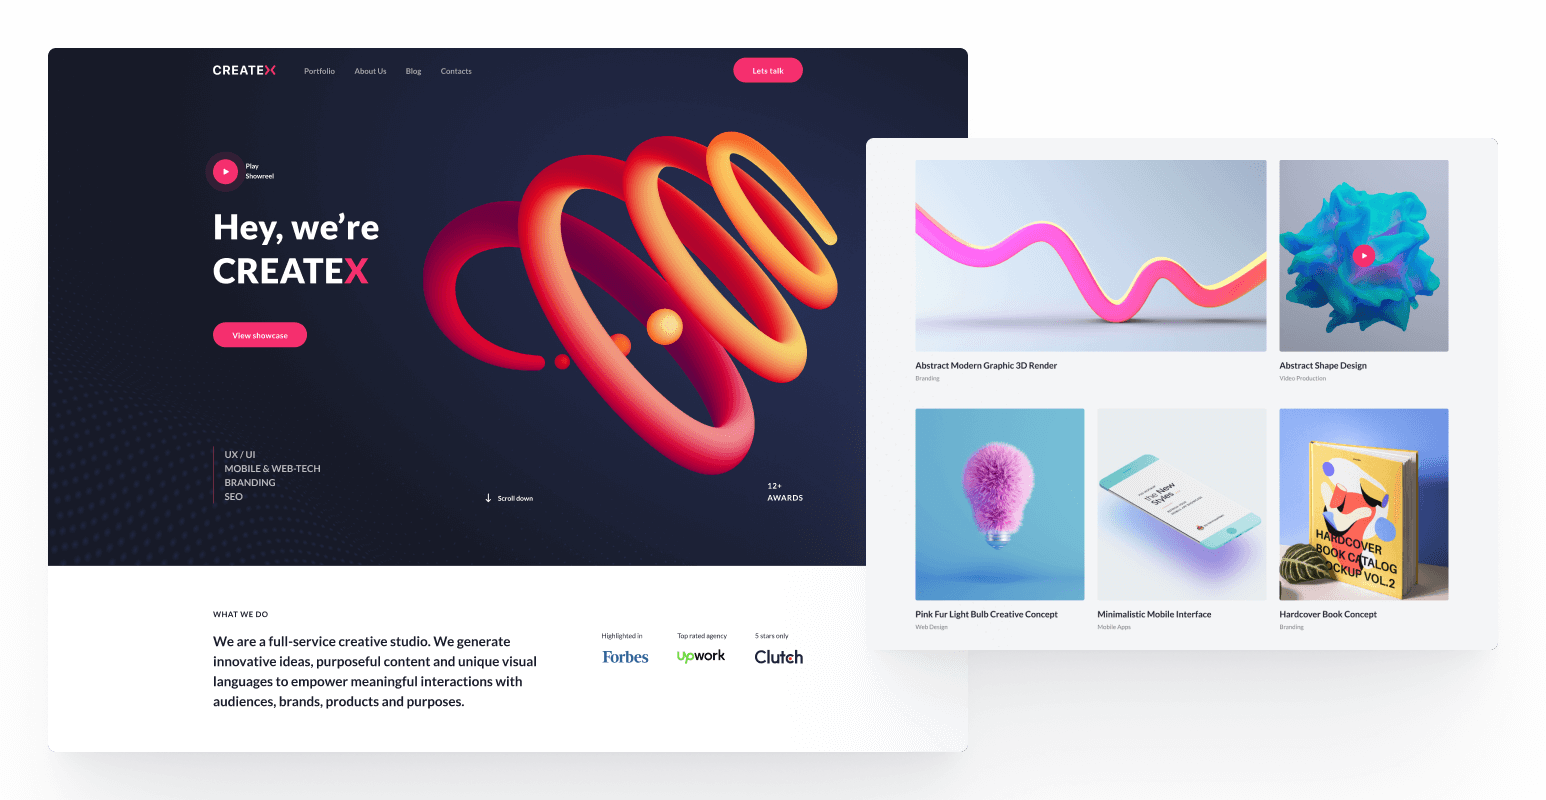 CREATEX
Portfolio
About Us
Blog
Contacts
Lets talk
Play
Showreel
Hey, we're
CREATEX
View showcase
UX / UI
MOBILE & WEB-TECH
BRANDING
SEO
Scroll down
12+
AWARDS
WHAT WE DO
We are a full-service creative studio. We generate
innovative ideas, purposeful content and unique visual
languages to empower meaningful interactions with
audiences, brands, products and purposes.
Highlighted in
Forbes
Top rated agency
Upwork
5 stars only
Clutch
Abstract Modern Graphic 3D Render
Branding
Abstract Shape Design
Video Production
Pink Fur Light Bulb Creative Concept
Web Design
the New
Styles
Minimalistic Mobile Interface
Mobile Apps
HARDCOVER
BOOK CATALOG
MOCKUP VOL.2
Hardcover Book Concept
Branding